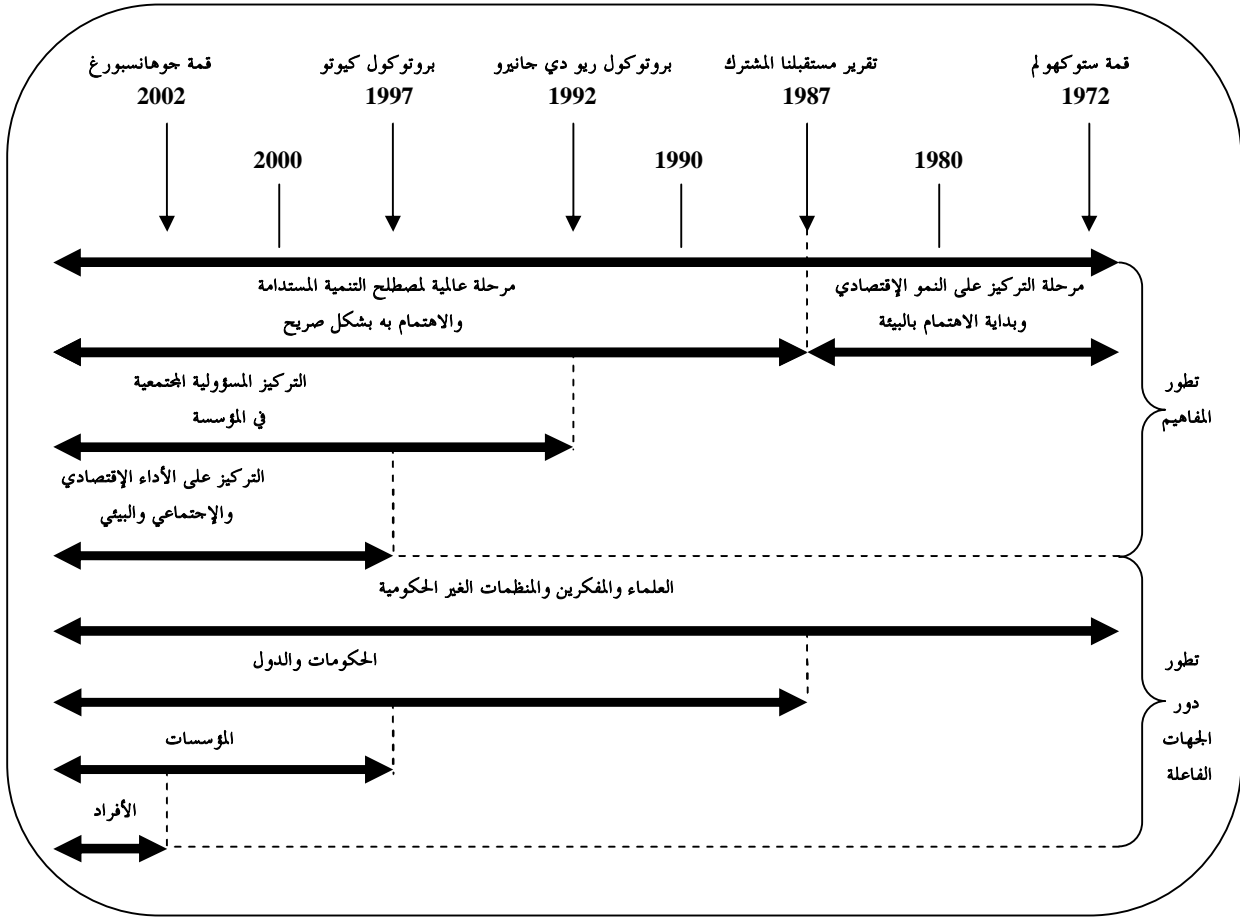 قمة ستوكهولم
1972
تقرير مستقبلنا المشترك
1987
بروتوكول ريو دي جانيرو
1992
بروتوكول كيوتو
1997
قمة جوهانسبورغ
2002
1980
1990
2000
مرحلة التركيز على النمو الإقتصادي
وبداية الاهتمام بالبيئة
مرحلة عالمية لمصطلح التنمية المستدامة
والاهتمام به بشكل صريح
التركيز المسؤولية المجتمعية
في المؤسسة
التركيز على الأداء الإقتصادي
والإجتماعي والبيئي
تطور
المفاهيم
العلماء والمفكرين والمنظمات الغير الحكومية
الحكومات والدول
المؤسسات
الأفراد
تطور
دور
الجهات
الفاعلة